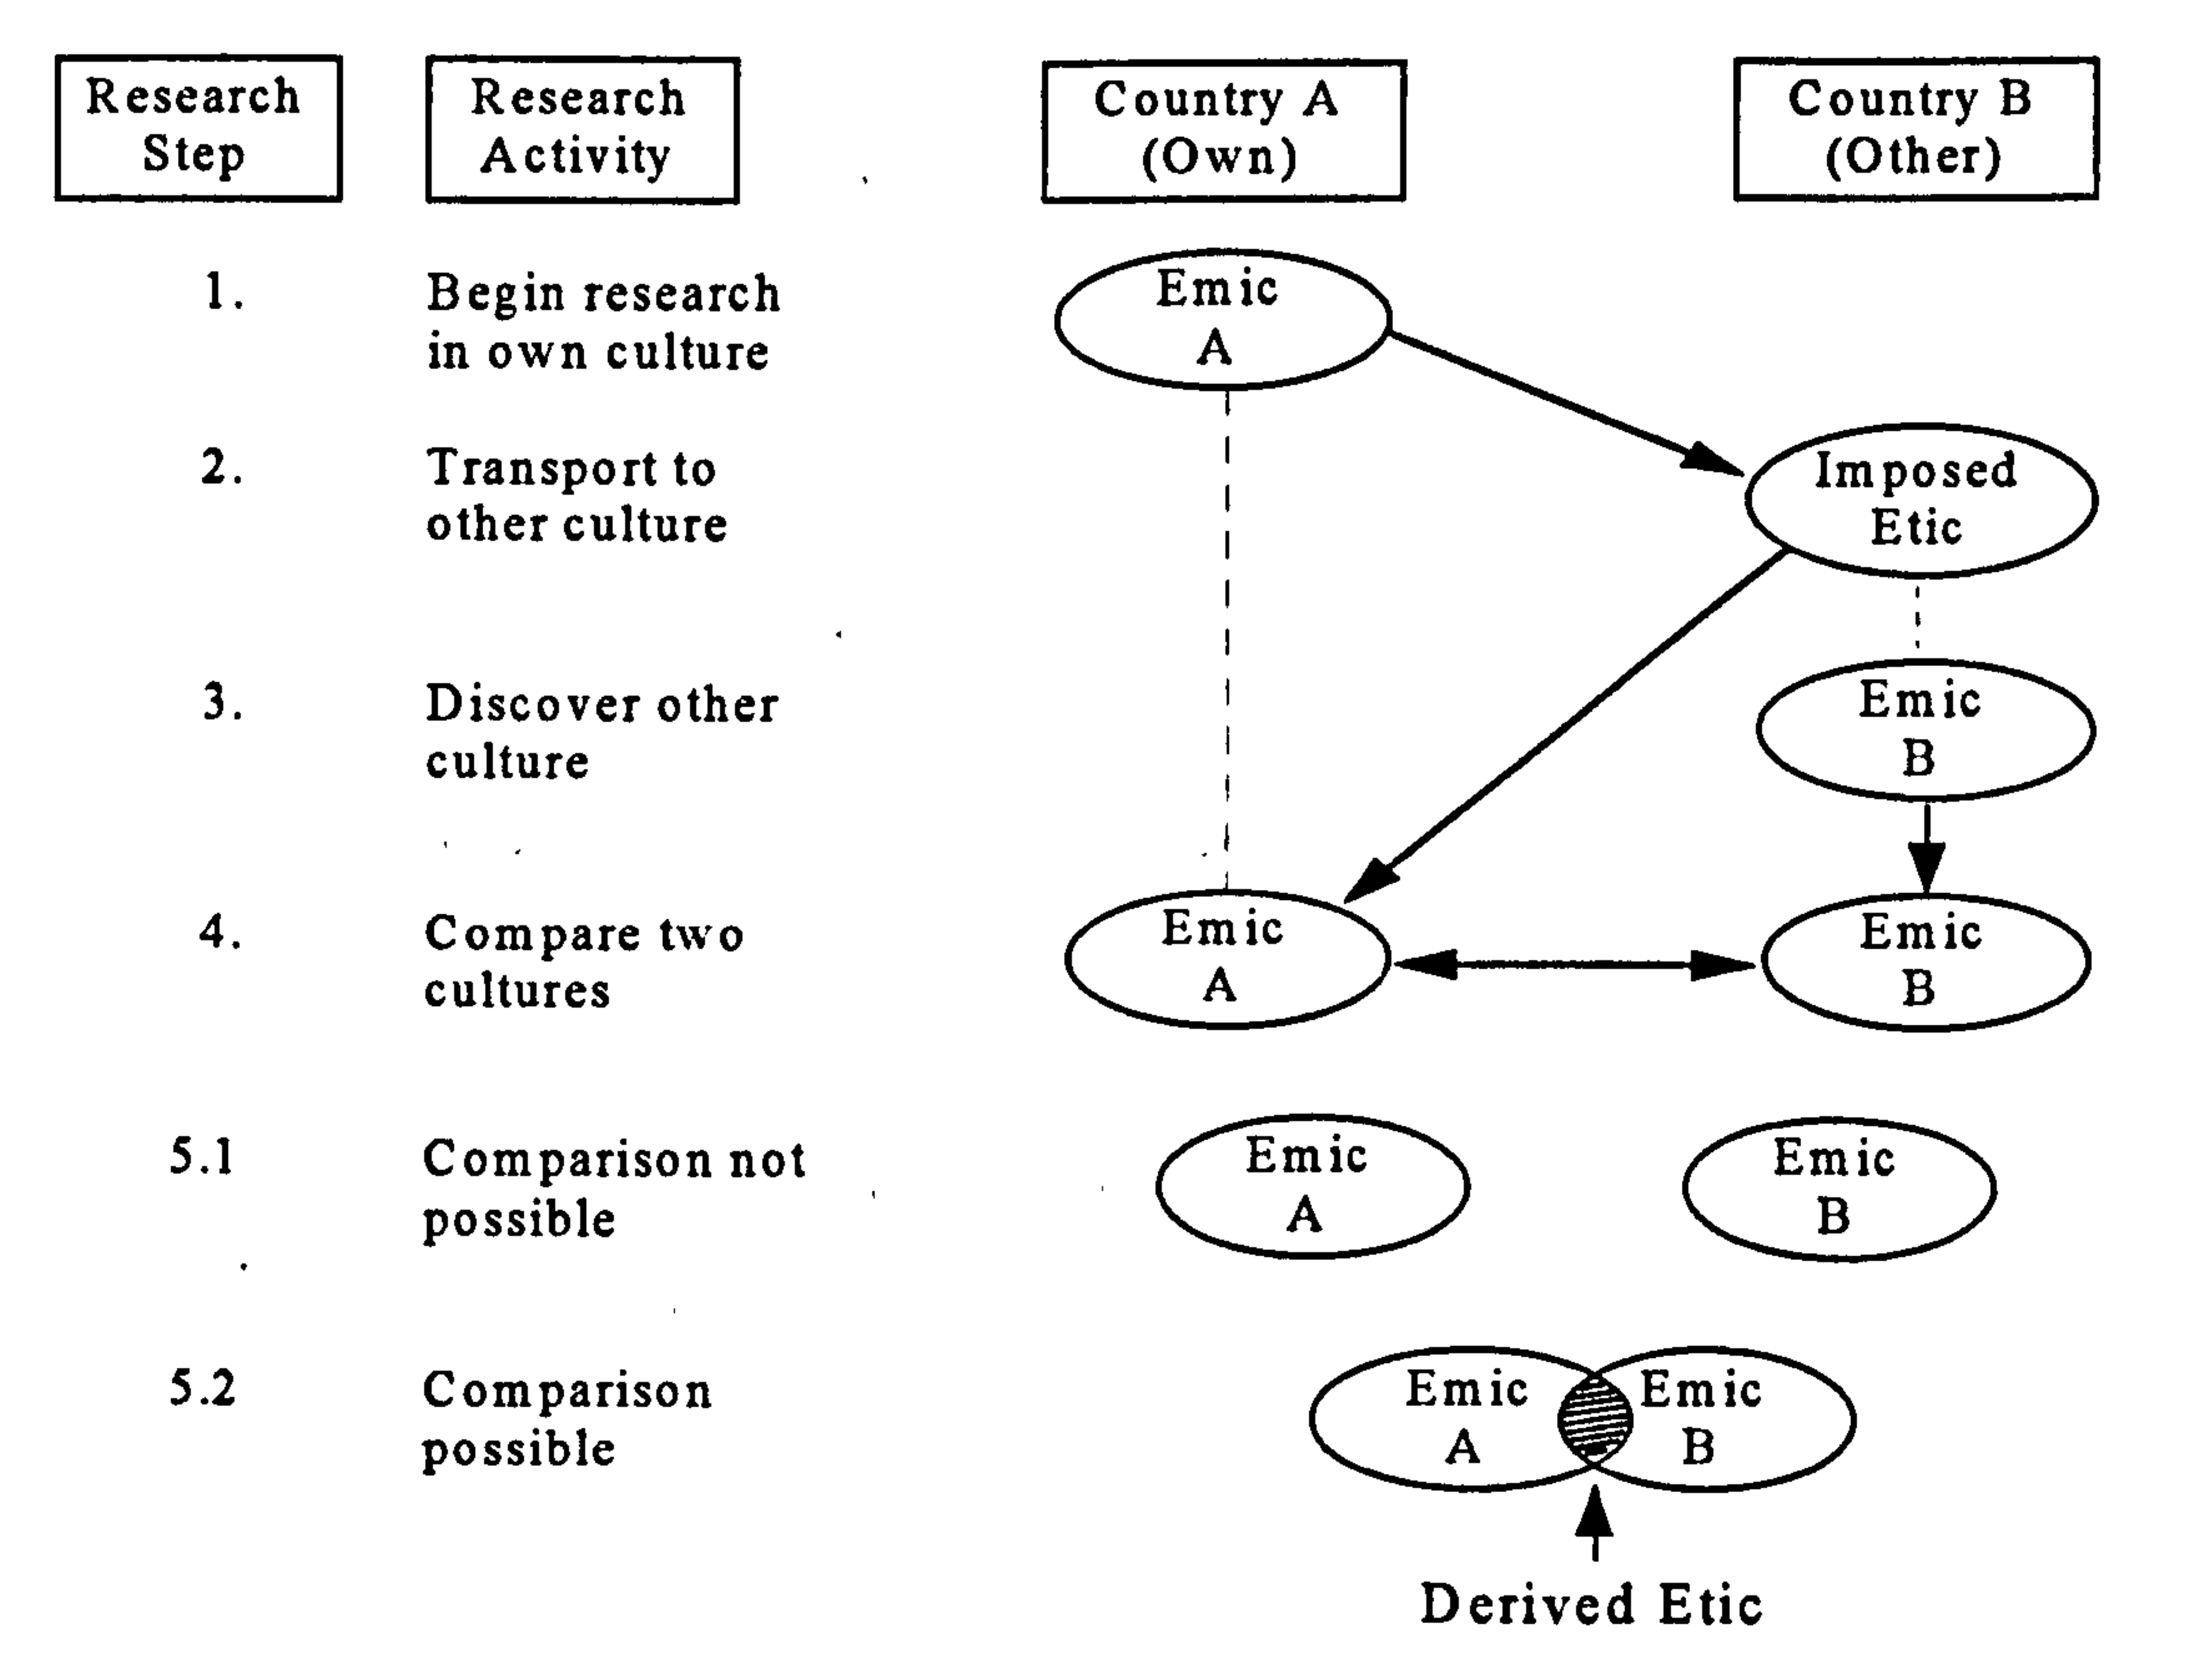 Research
Step
Research
Activity
Country A
(Own)
Country B
(Other)
1.
Begin research
in own culture
Emic
A
2.
Transport to
other culture
Imposed
Etic
3.
Discover other
culture
Emic
B
4.
Compare two
cultures
Emic
A
Emic
B
5.1
Comparison not
possible
Emic
A
Emic
B
5.2
Comparison
possible
Emic
A
Emic
B
Derived Etic